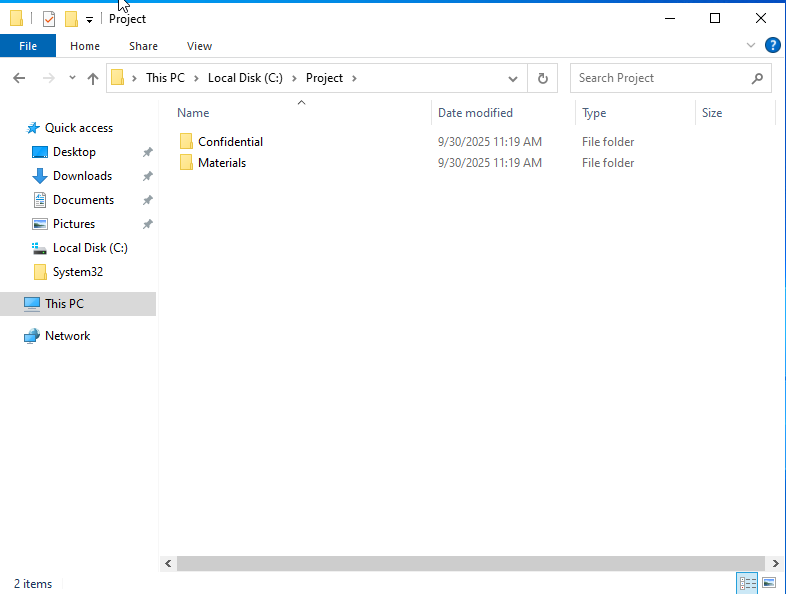 Project
File Home Share View
This PC > Local Disk (C:) > Project > Search Project
Name Date modified Type Size
Quick access
Desktop
Downloads
Documents
Pictures
Local Disk (C:)
System32
This PC
Network
Confidential 9/30/2025 11:19 AM File folder
Materials 9/30/2025 11:19 AM File folder
2 items